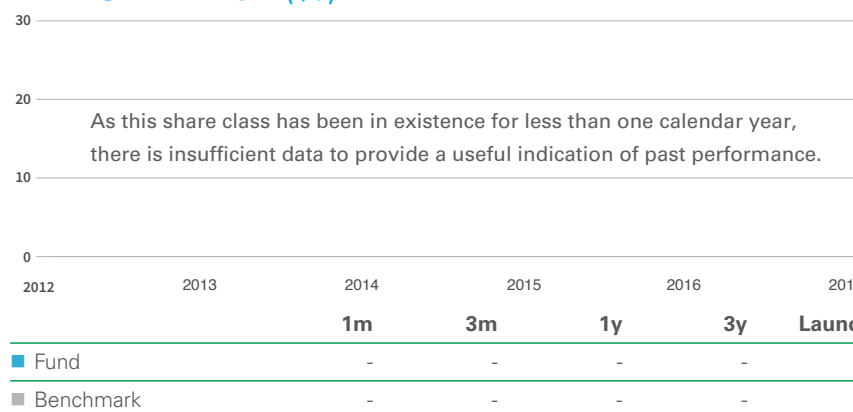 30
20
As this share class has been in existence for less than one calendar year,
there is insufficient data to provide a useful indication of past performance.
10
0
2012 2013 2014 2015 2016
1m 3m 1y 3y
Fund - - - -
Benchmark - - - -